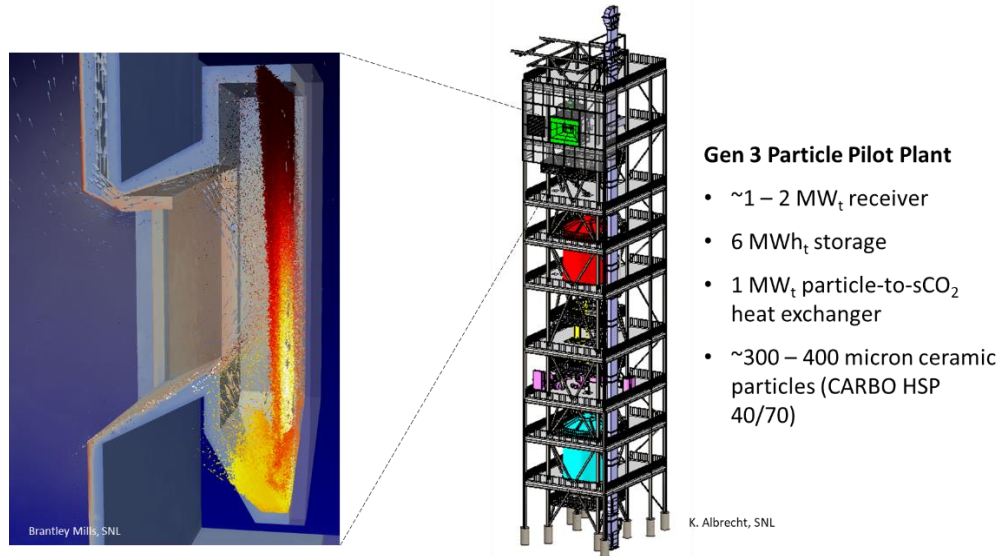 Gen 3 Particle Pilot Plant
• ~1 – 2 MWₜ receiver
• 6 MWhₜ storage
• 1 MWₜ particle-to-sCO₂
heat exchanger
• ~300 – 400 micron ceramic
particles (CARBO HSP
40/70)
Brantley Mills, SNL
K. Albrecht, SNL